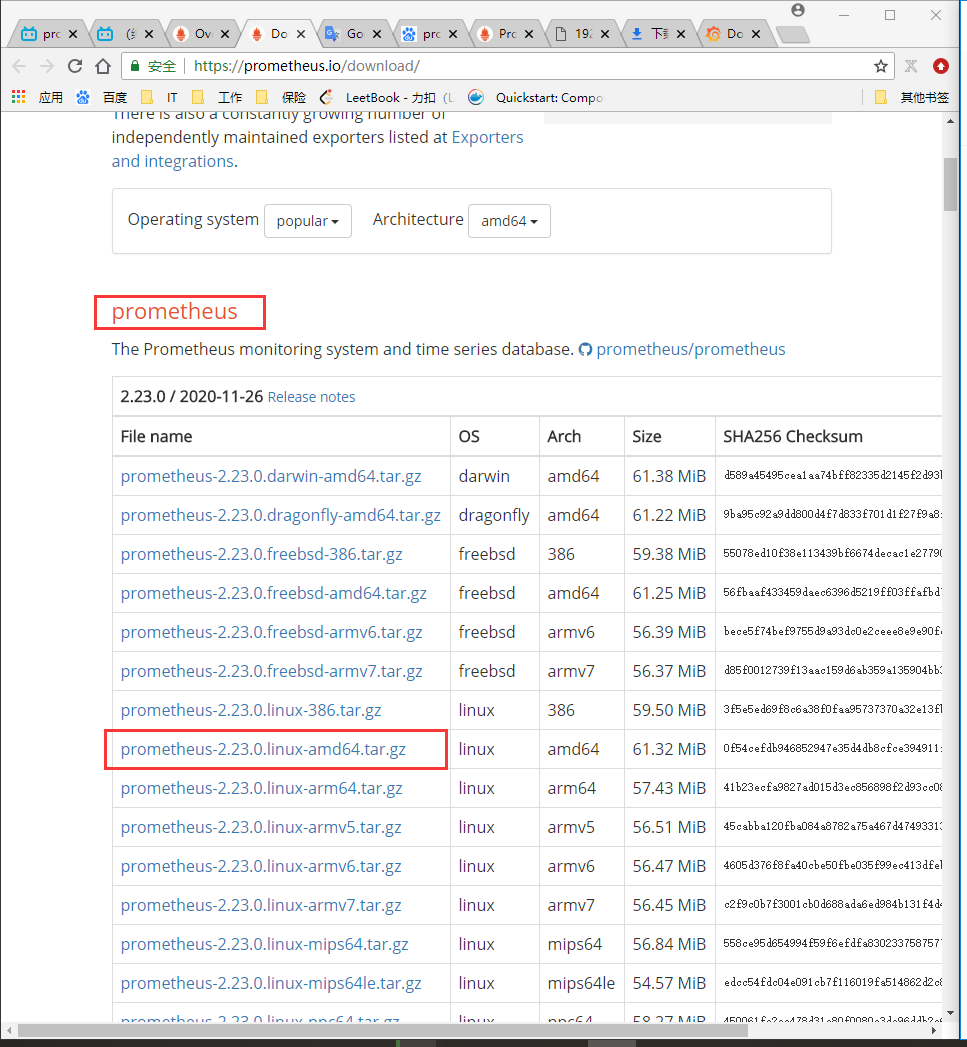 prc
(纟
Ov
Do
Go
prc
Prc
192
下载
Do
安全
https://prometheus.io/download/
应用
百度
IT
工作
保险
LeetBook - 力扣 (L
Quickstart: Compo
其他书签
There is also a constantly growing number of
independently maintained exporters listed at Exporters
and integrations.
Operating system popular Architecture amd64
prometheus
The Prometheus monitoring system and time series database. prometheus/prometheus
2.23.0 / 2020-11-26 Release notes
File name OS Arch Size SHA256 Checksum
prometheus-2.23.0.darwin-amd64.tar.gz darwin amd64 61.38 MiB d589a45495cea1aa74bff82335d2145f2d93
prometheus-2.23.0.dragonfly-amd64.tar.gz dragonfly amd64 61.22 MiB 9ba95c92a9dd800d4f7d833f701d1f27f9a8
prometheus-2.23.0.freebsd-386.tar.gz freebsd 386 59.38 MiB 55078ed10f38e113439bf6674decac1e2779
prometheus-2.23.0.freebsd-amd64.tar.gz freebsd amd64 61.25 MiB 56fbaaf433459daec6396d5219ff03ffafbd
prometheus-2.23.0.freebsd-armv6.tar.gz freebsd armv6 56.39 MiB bece5f74bef9755d9a93dc0e2ceee8e9e90f
prometheus-2.23.0.freebsd-armv7.tar.gz freebsd armv7 56.37 MiB d85f0012739f13aac159d6ab359a135904bb
prometheus-2.23.0.linux-386.tar.gz linux 386 59.50 MiB 3f5e5ed69f8c6a38f0faa95737370a32e13f
prometheus-2.23.0.linux-amd64.tar.gz linux amd64 61.32 MiB 0f54cefdb946852947e35d4db8cfce394911
prometheus-2.23.0.linux-arm64.tar.gz linux arm64 57.43 MiB 41b23ecfa9827ad015d3ec856898f2d93cc0
prometheus-2.23.0.linux-armv5.tar.gz linux armv5 56.51 MiB 45cabba120fba084a8782a75a467d4749331
prometheus-2.23.0.linux-armv6.tar.gz linux armv6 56.47 MiB 4605d376f8fa40cbe50fbe035f99ec413dfe
prometheus-2.23.0.linux-armv7.tar.gz linux armv7 56.45 MiB c2f9c0b7f3001cb0d688ada6ed984b131f4d
prometheus-2.23.0.linux-mips64.tar.gz linux mips64 56.84 MiB 558ce95d654994f59f6efdfa830233758757
prometheus-2.23.0.linux-mips64le.tar.gz linux mips64le 54.57 MiB edcc54fdc04e091cb7f116019fa514862d2c
prometheus-2.23.0.linux-ppc64.tar.gz linux ppc64 58.27 MiB